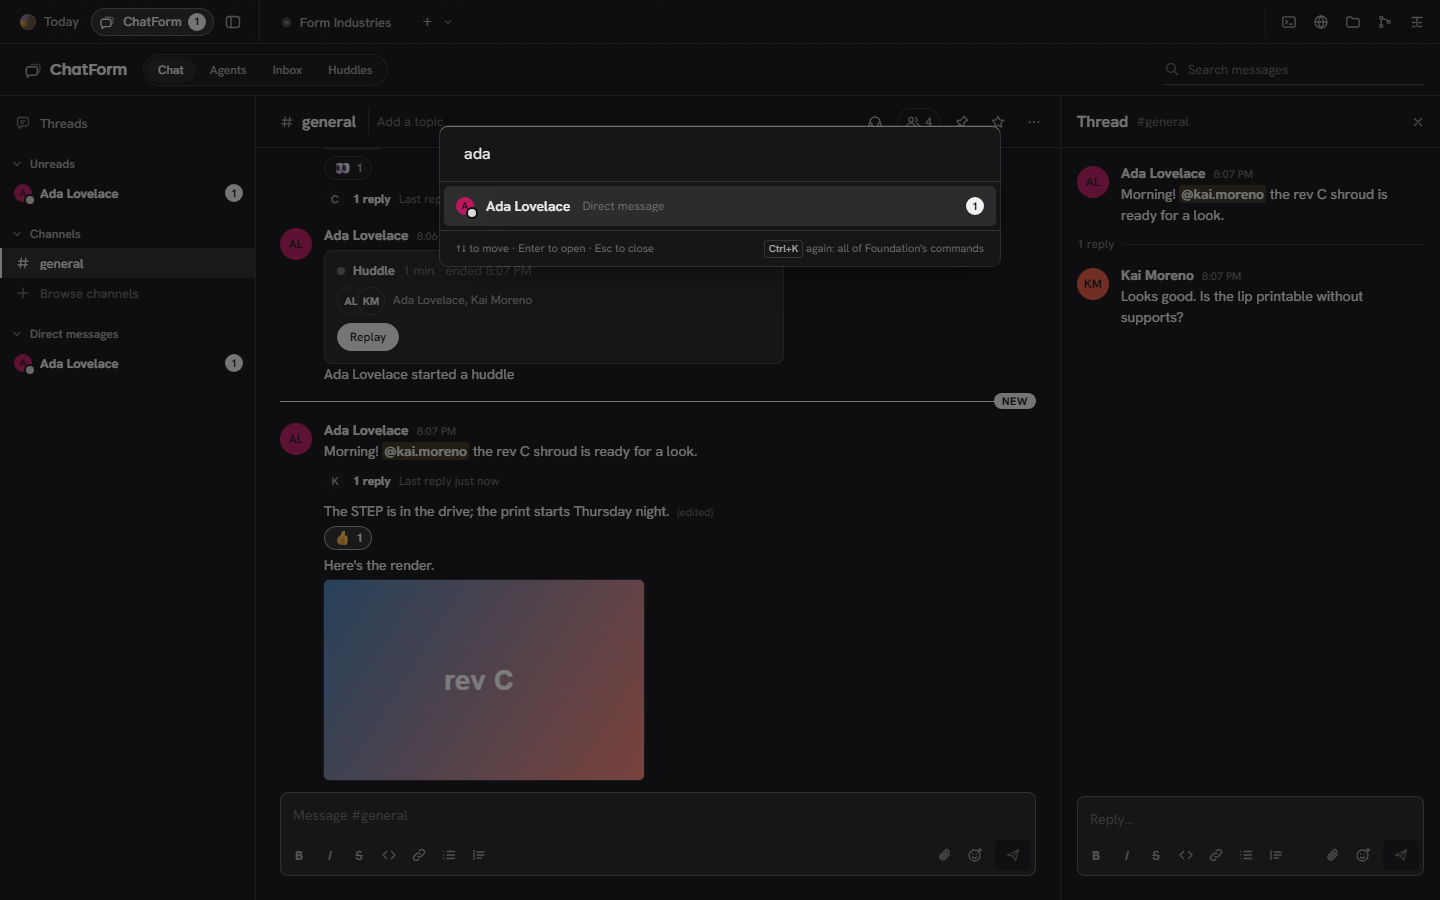 Today
ChatForm 1
Form Industries
ChatForm
Chat
Agents
Inbox
Huddles
Search messages
Threads
Unreads
Ada Lovelace 1
Channels
# general
Browse channels
Direct messages
Ada Lovelace 1
# general
Add a topic
4
1
C 1 reply Last rep
AL Ada Lovelace 8:06
Huddle 1 min · ended 8:07 PM
AL KM Ada Lovelace, Kai Moreno
Replay
Ada Lovelace started a huddle
NEW
AL Ada Lovelace 8:07 PM
Morning! @kai.moreno the rev C shroud is ready for a look.
K 1 reply Last reply just now
The STEP is in the drive; the print starts Thursday night. (edited)
1
Here's the render.
rev C
Message #general
B I S
ada
Ada Lovelace Direct message 1
↑↓ to move · Enter to open · Esc to close
Ctrl+K again: all of Foundation's commands
Thread #general
AL Ada Lovelace 8:07 PM
Morning! @kai.moreno the rev C shroud is
ready for a look.
1 reply
KM Kai Moreno 8:07 PM
Looks good. Is the lip printable without
supports?
Reply...
B I S